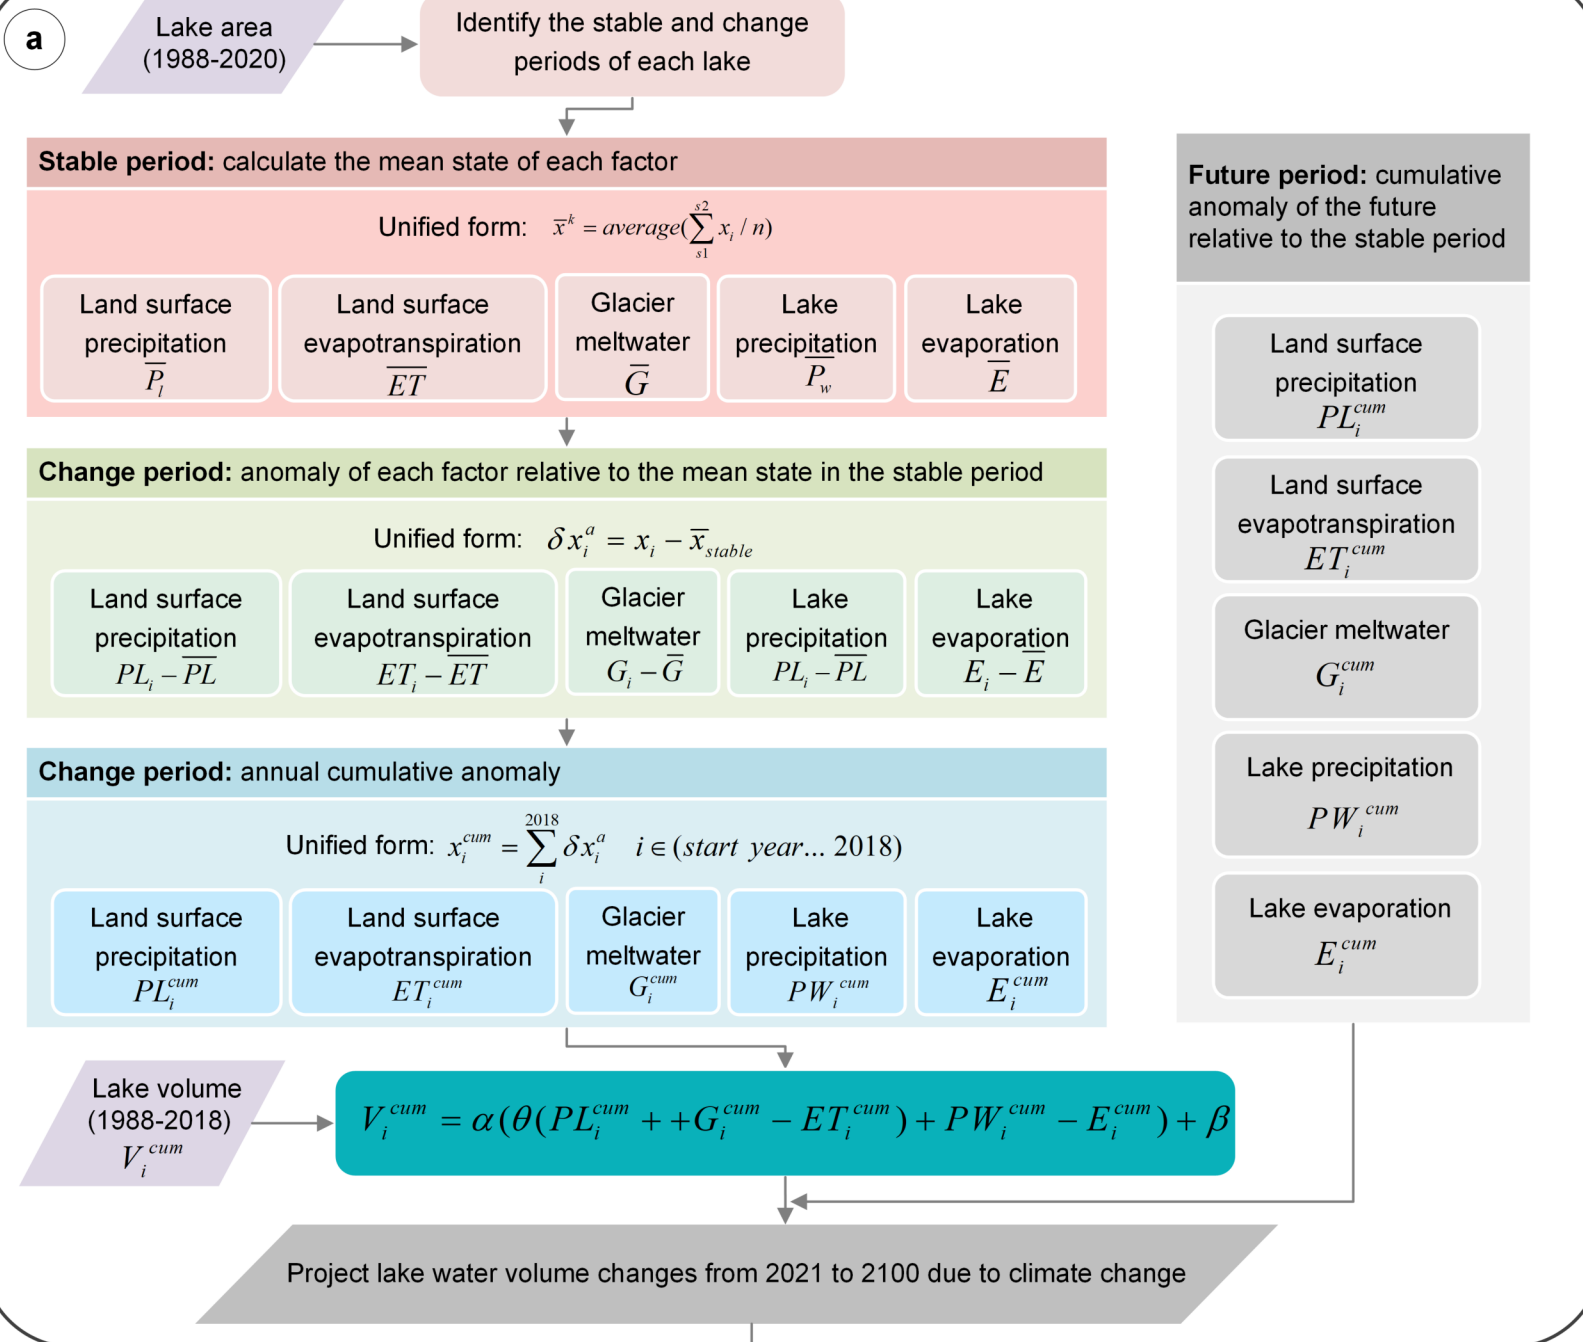 a
Lake area
(1988-2020)
Identify the stable and change
periods of each lake
Stable period: calculate the mean state of each factor
Unified form: x̅^k = average(∑_{s1}^{s2} x_i / n)
Land surface
precipitation
P̅_l
Land surface
evapotranspiration
E̅T̅
Glacier
meltwater
G̅
Lake
precipitation
P̅_w
Lake
evaporation
E̅
Change period: anomaly of each factor relative to the mean state in the stable period
Unified form: δx_i^a = x_i − x̅_stable
Land surface
precipitation
PL_i − P̅L̅
Land surface
evapotranspiration
ET_i − E̅T̅
Glacier
meltwater
G_i − G̅
Lake
precipitation
PL_i − P̅L̅
Lake
evaporation
E_i − E̅
Change period: annual cumulative anomaly
Unified form: x_i^cum = ∑_i^2018 δx_i^a i ∈ (start year... 2018)
Land surface
precipitation
PL_i^cum
Land surface
evapotranspiration
ET_i^cum
Glacier
meltwater
G_i^cum
Lake
precipitation
PW_i^cum
Lake
evaporation
E_i^cum
Future period: cumulative
anomaly of the future
relative to the stable period
Land surface
precipitation
PL_i^cum
Land surface
evapotranspiration
ET_i^cum
Glacier meltwater
G_i^cum
Lake precipitation
PW_i^cum
Lake evaporation
E_i^cum
Lake volume
(1988-2018)
V_i^cum
V_i^cum = α(θ(PL_i^cum + +G_i^cum − ET_i^cum) + PW_i^cum − E_i^cum) + β
Project lake water volume changes from 2021 to 2100 due to climate change